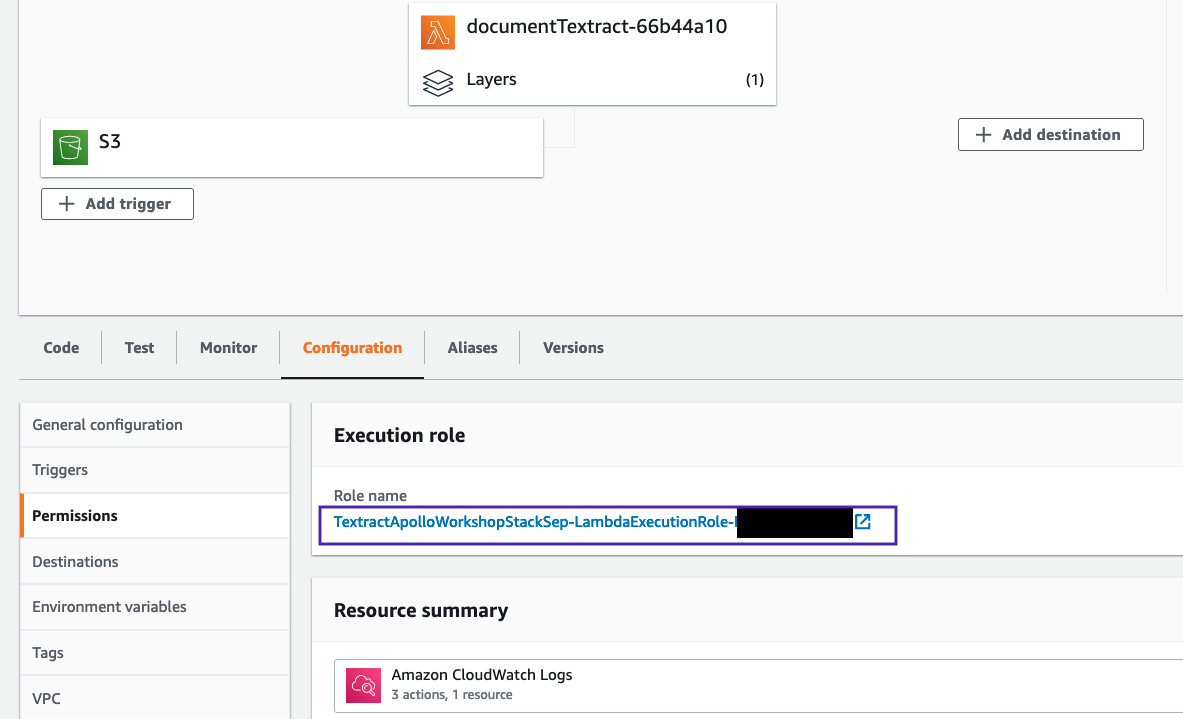 documentTextract-66b44a10
Layers (1)
S3
Add destination
Add trigger
Code Test Monitor Configuration Aliases Versions
General configuration
Triggers
Permissions
Destinations
Environment variables
Tags
VPC
Execution role
Role name
TextractApolloWorkshopStackSep-LambdaExecutionRole-
Resource summary
Amazon CloudWatch Logs
3 actions, 1 resource